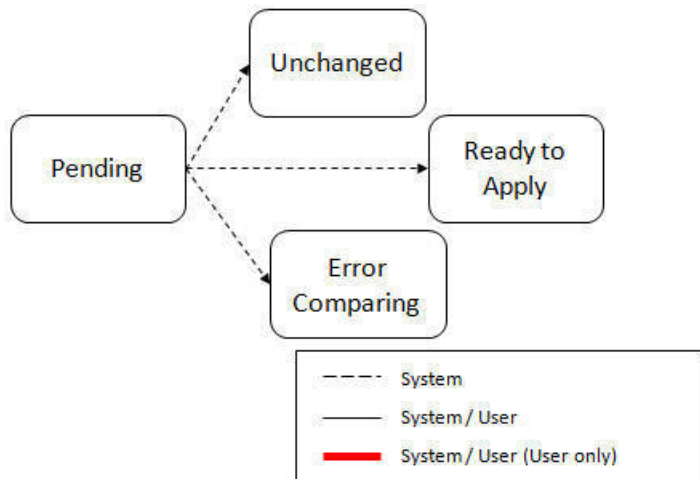 Unchanged
Pending
Ready to
Apply
Error
Comparing
System
System / User
System / User (User only)